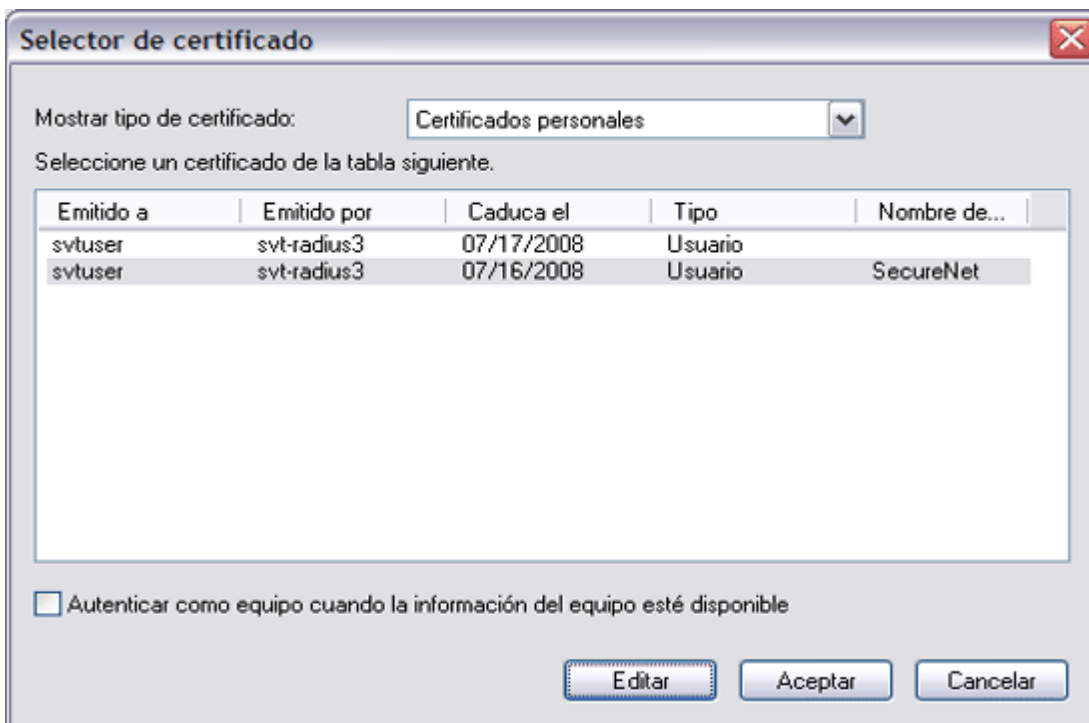 Selector de certificado
Mostrar tipo de certificado: Certificados personales
Seleccione un certificado de la tabla siguiente.
Emitido a Emitido por Caduca el Tipo Nombre de...
svtuser svt-radius3 07/17/2008 Usuario
svtuser svt-radius3 07/16/2008 Usuario SecureNet
Autenticar como equipo cuando la información del equipo esté disponible
Editar Aceptar Cancelar